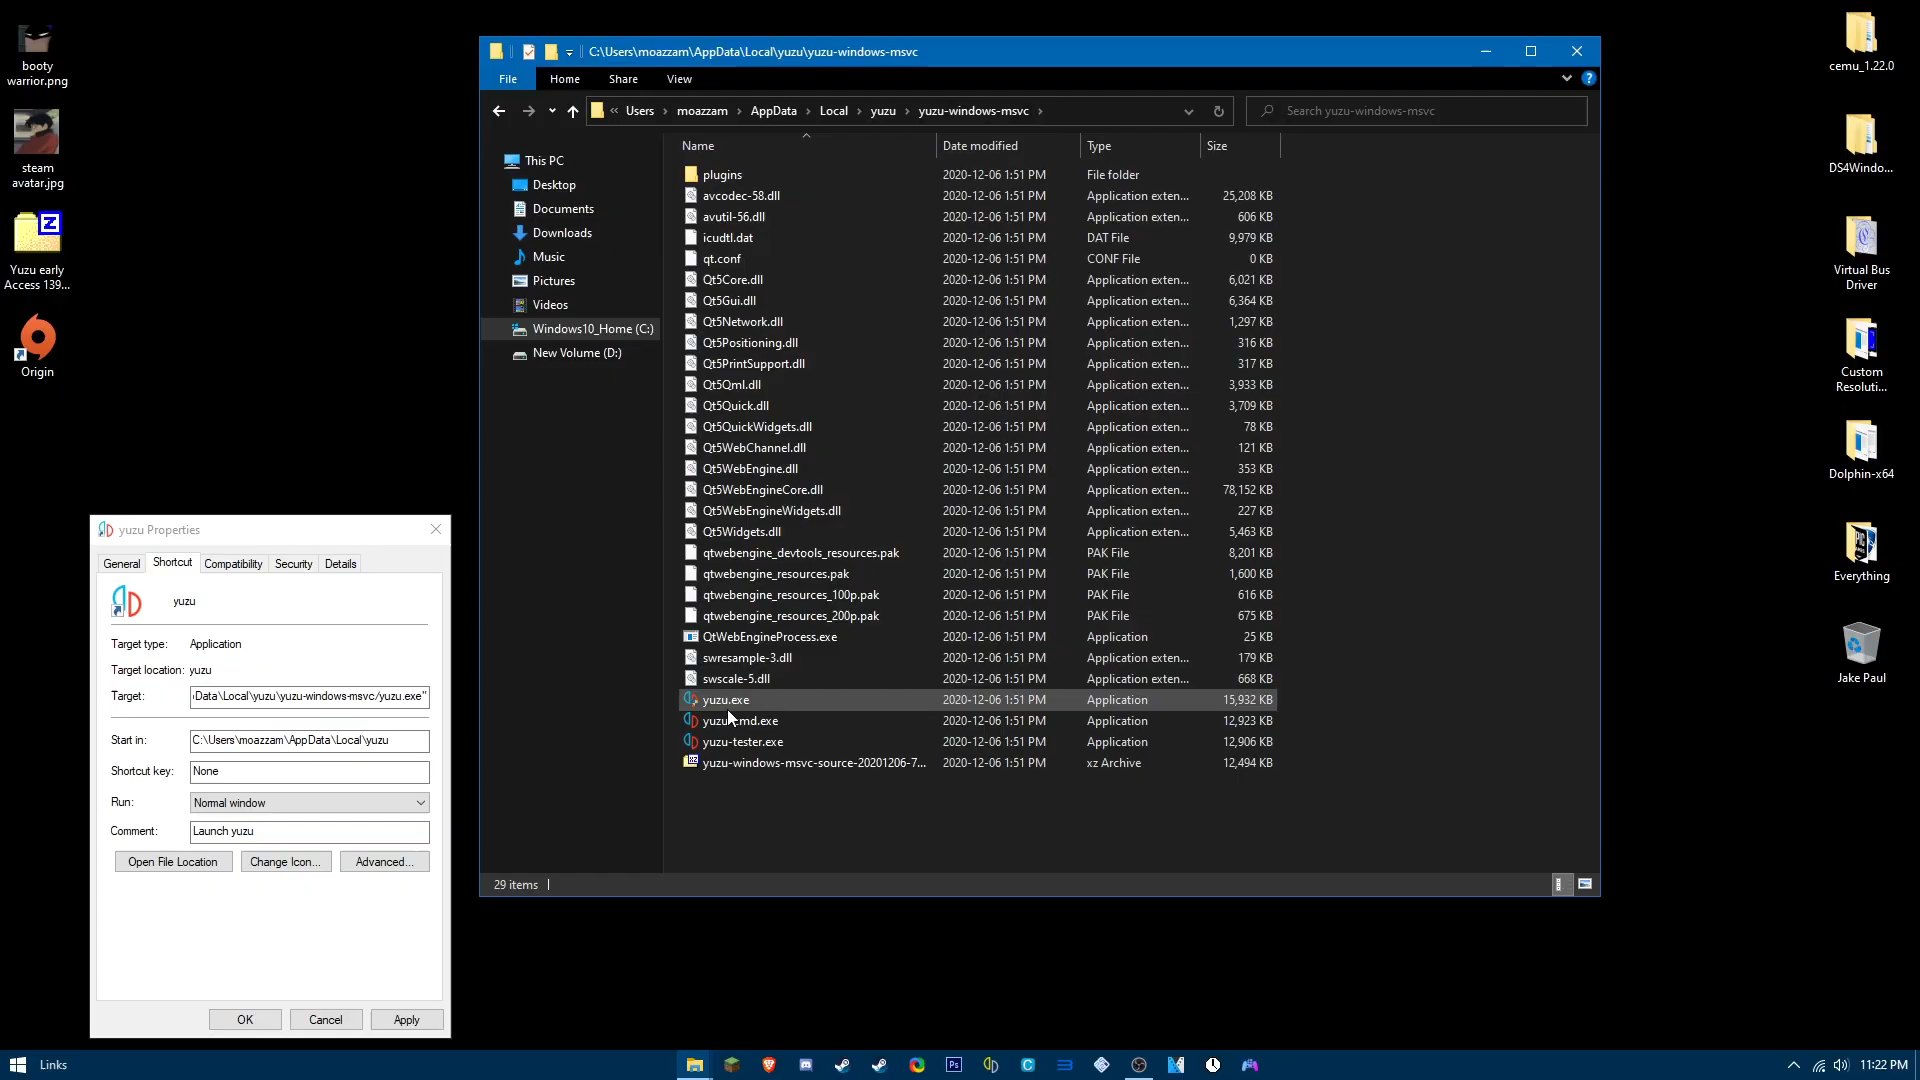 booty
warrior.png
steam
avatar.jpg
Yuzu early
Access 139...
Origin
C:\Users\moazzam\AppData\Local\yuzu\yuzu-windows-msvc
File
Home
Share
View
Users
moazzam
AppData
Local
yuzu
yuzu-windows-msvc
Search yuzu-windows-msvc
This PC
Desktop
Documents
Downloads
Music
Pictures
Videos
Windows10_Home (C:)
New Volume (D:)
Name Date modified Type Size
plugins 2020-12-06 1:51 PM File folder
avcodec-58.dll 2020-12-06 1:51 PM Application exten... 25,208 KB
avutil-56.dll 2020-12-06 1:51 PM Application exten... 606 KB
icudtl.dat 2020-12-06 1:51 PM DAT File 9,979 KB
qt.conf 2020-12-06 1:51 PM CONF File 0 KB
Qt5Core.dll 2020-12-06 1:51 PM Application exten... 6,021 KB
Qt5Gui.dll 2020-12-06 1:51 PM Application exten... 6,364 KB
Qt5Network.dll 2020-12-06 1:51 PM Application exten... 1,297 KB
Qt5Positioning.dll 2020-12-06 1:51 PM Application exten... 316 KB
Qt5PrintSupport.dll 2020-12-06 1:51 PM Application exten... 317 KB
Qt5Qml.dll 2020-12-06 1:51 PM Application exten... 3,933 KB
Qt5Quick.dll 2020-12-06 1:51 PM Application exten... 3,709 KB
Qt5QuickWidgets.dll 2020-12-06 1:51 PM Application exten... 78 KB
Qt5WebChannel.dll 2020-12-06 1:51 PM Application exten... 121 KB
Qt5WebEngine.dll 2020-12-06 1:51 PM Application exten... 353 KB
Qt5WebEngineCore.dll 2020-12-06 1:51 PM Application exten... 78,152 KB
Qt5WebEngineWidgets.dll 2020-12-06 1:51 PM Application exten... 227 KB
Qt5Widgets.dll 2020-12-06 1:51 PM Application exten... 5,463 KB
qtwebengine_devtools_resources.pak 2020-12-06 1:51 PM PAK File 8,201 KB
qtwebengine_resources.pak 2020-12-06 1:51 PM PAK File 1,600 KB
qtwebengine_resources_100p.pak 2020-12-06 1:51 PM PAK File 616 KB
qtwebengine_resources_200p.pak 2020-12-06 1:51 PM PAK File 675 KB
QtWebEngineProcess.exe 2020-12-06 1:51 PM Application 25 KB
swresample-3.dll 2020-12-06 1:51 PM Application exten... 179 KB
swscale-5.dll 2020-12-06 1:51 PM Application exten... 668 KB
yuzu.exe 2020-12-06 1:51 PM Application 15,932 KB
yuzu-cmd.exe 2020-12-06 1:51 PM Application 12,923 KB
yuzu-tester.exe 2020-12-06 1:51 PM Application 12,906 KB
yuzu-windows-msvc-source-20201206-7... 2020-12-06 1:51 PM xz Archive 12,494 KB
29 items
yuzu Properties
General Shortcut Compatibility Security Details
yuzu
Target type: Application
Target location: yuzu
Target: Data\Local\yuzu\yuzu-windows-msvc/yuzu.exe"
Start in: C:\Users\moazzam\AppData\Local\yuzu
Shortcut key: None
Run: Normal window
Comment: Launch yuzu
Open File Location Change Icon... Advanced...
OK Cancel Apply
cemu_1.22.0
DS4Windo...
Virtual Bus
Driver
Custom
Resoluti...
Dolphin-x64
Everything
Jake Paul
Links
Ps
11:22 PM